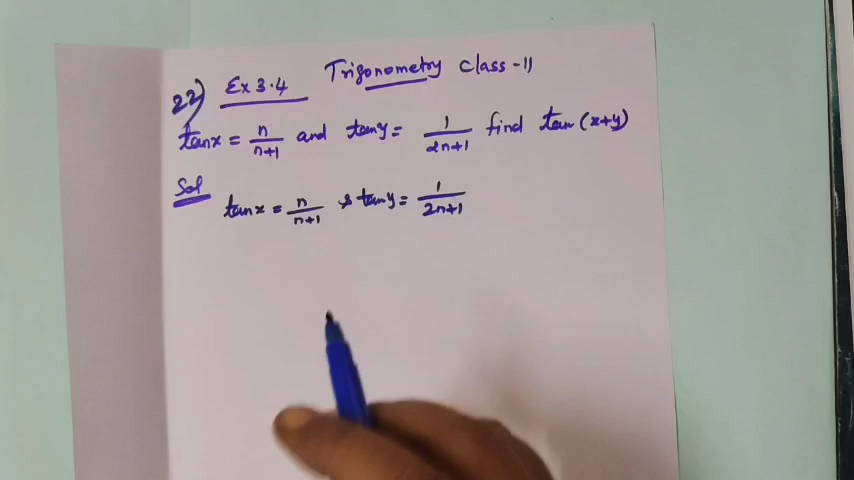 22) Ex 3.4 Trigonometry class-11
tanx = n/n+1 and tany = 1/2n+1 find tan(x+y)
Sol tanx = n/n+1 & tany = 1/2n+1